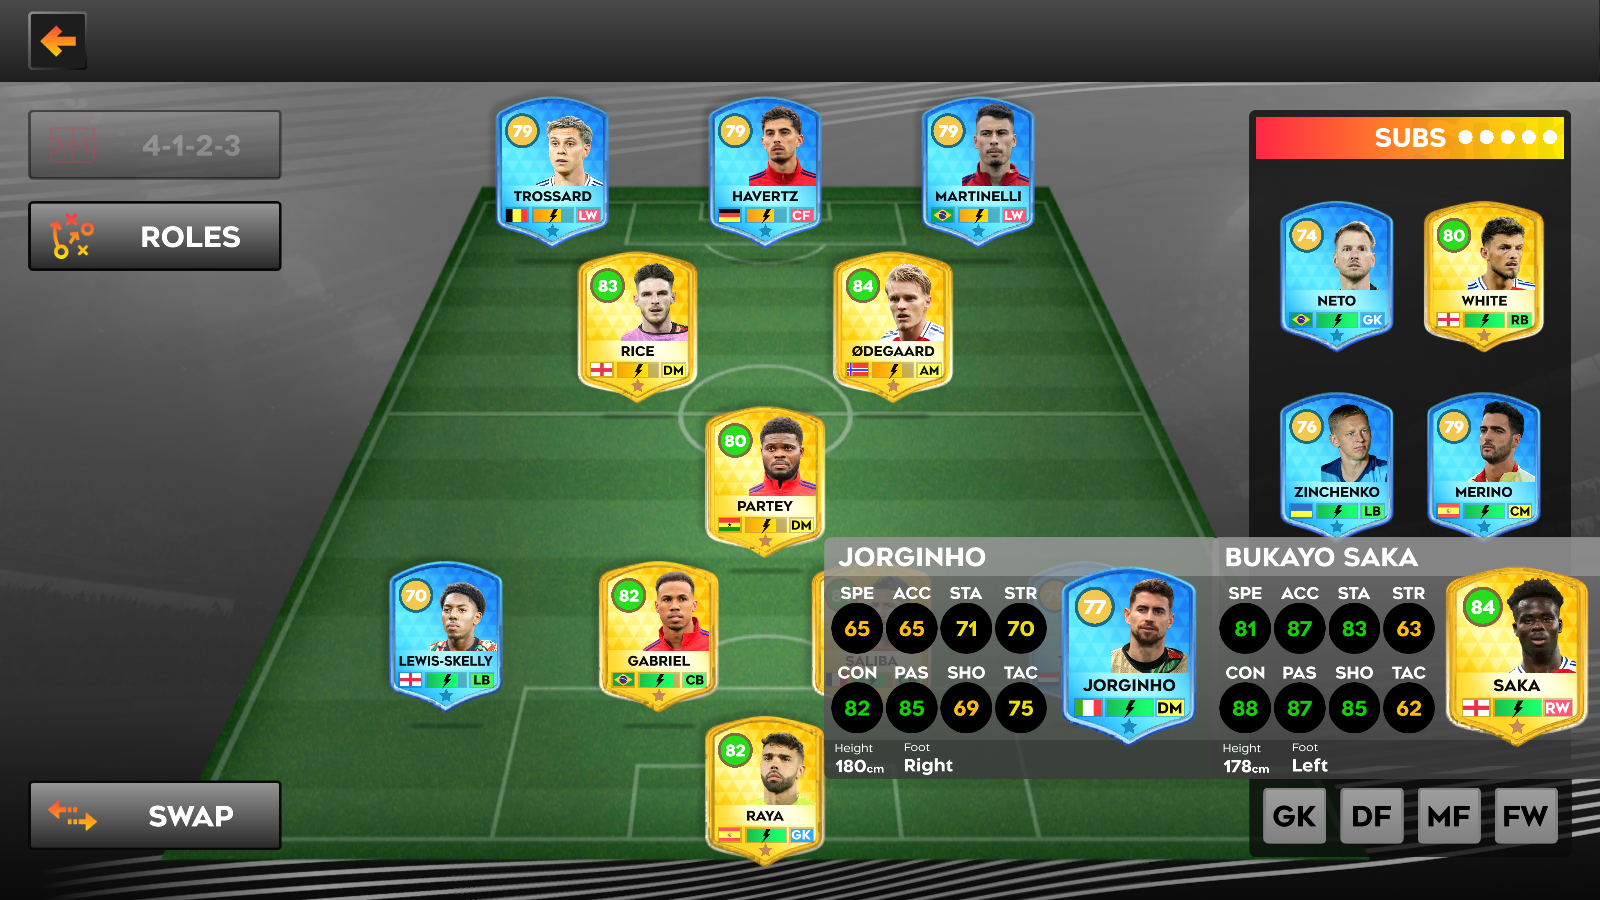 4-1-2-3
ROLES
SWAP
79
TROSSARD
LW
79
HAVERTZ
CF
79
MARTINELLI
LW
83
RICE
DM
84
ØDEGAARD
AM
80
PARTEY
DM
70
LEWIS-SKELLY
LB
82
GABRIEL
CB
SALIBA
82
RAYA
GK
SUBS
74
NETO
GK
80
WHITE
RB
76
ZINCHENKO
LB
79
MERINO
CM
JORGINHO
SPE ACC STA STR
65 65 71 70
CON PAS SHO TAC
82 85 69 75
Height Foot
180cm Right
77
JORGINHO
DM
BUKAYO SAKA
SPE ACC STA STR
81 87 83 63
CON PAS SHO TAC
88 87 85 62
Height Foot
178cm Left
84
SAKA
RW
GK DF MF FW